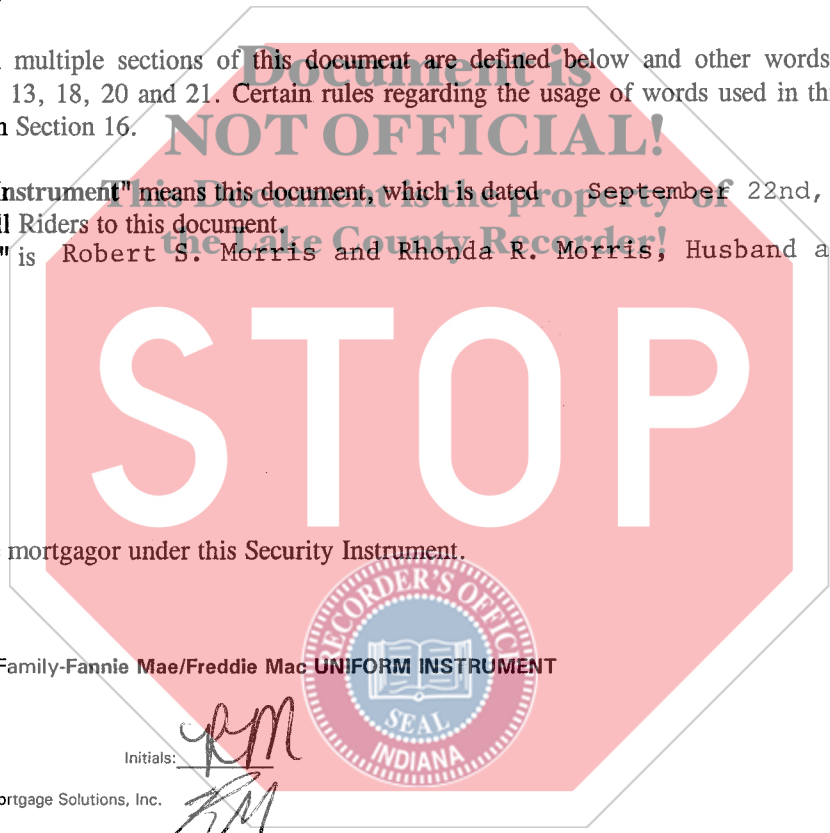 multiple sections of this document are defined below and other words
Document is
13, 18, 20 and 21. Certain rules regarding the usage of words used in th
Section 16.
NOT OFFICIAL!
nstrument" means this document, which is dated September 22nd,
This Document is the property of
ll Riders to this document.
" is Robert S. Morris and Rhonda R. Morris, Husband a
the Lake County Recorder!
STOP
mortgagor under this Security Instrument.
RECORDER'S OFFICE
SEAL
INDIANA
Family-Fannie Mae/Freddie Mac UNIFORM INSTRUMENT
Initials: RM
ortgage Solutions, Inc.
RM